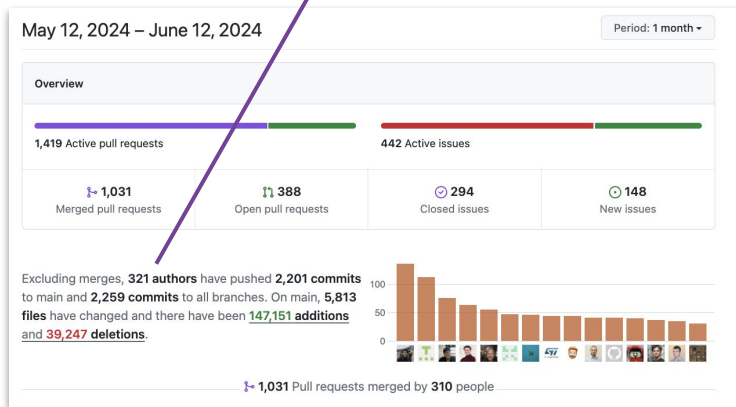 May 12, 2024 – June 12, 2024
Period: 1 month
Overview
1,419 Active pull requests
442 Active issues
1,031
Merged pull requests
388
Open pull requests
294
Closed issues
148
New issues
Excluding merges, 321 authors have pushed 2,201 commits
to main and 2,259 commits to all branches. On main, 5,813
files have changed and there have been 147,151 additions
and 39,247 deletions.
100
50
0
1,031 Pull requests merged by 310 people